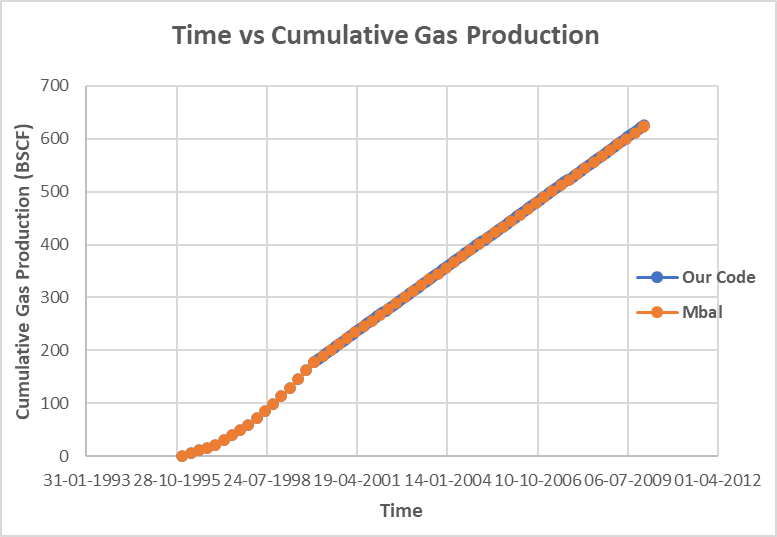 Time vs Cumulative Gas Production
Cumulative Gas Production (BSCF)
700
600
500
400
300
200
100
0
31-01-1993 28-10-1995 24-07-1998 19-04-2001 14-01-2004 10-10-2006 06-07-2009 01-04-2012
Time
Our Code
Mbal